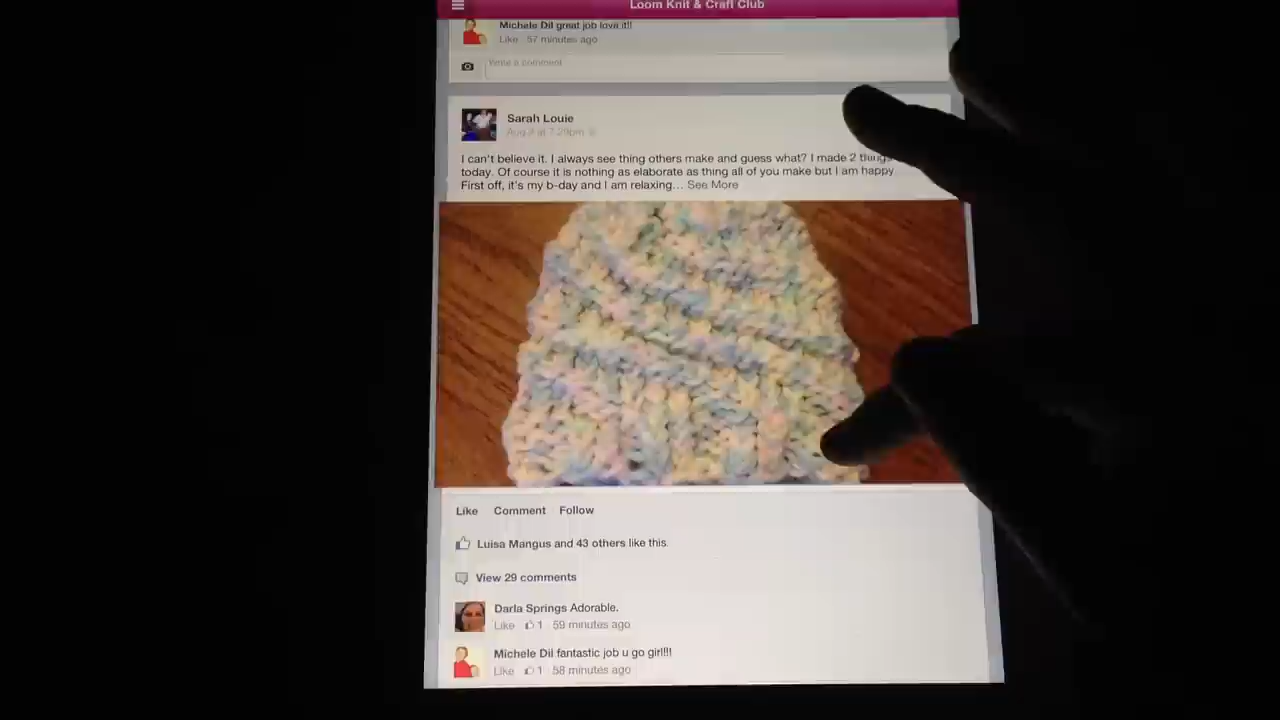 Loom Knit & Craft Club
Michele Dil great job love it!!
Like 57 minutes ago
Write a comment
Sarah Louie
at 7:29pm
I can't believe it. I always see thing others make and guess what? I made 2 things
today. Of course it is nothing as elaborate as thing all of you make but I am happy
First off, it's my b-day and I am relaxing... See More
Like Comment Follow
Luisa Mangus and 43 others like this.
View 29 comments
Darla Springs Adorable.
Like 1 59 minutes ago
Michele Dil fantastic job u go girl!!!
Like 1 58 minutes ago